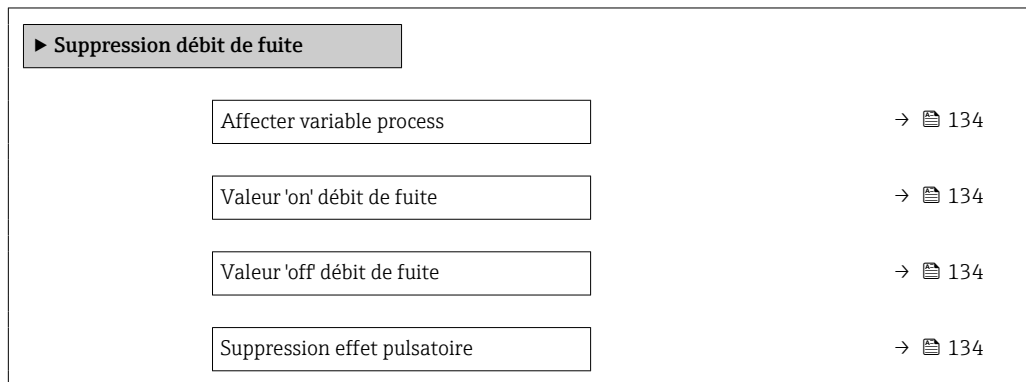 ▶ Suppression débit de fuite
Affecter variable process → 134
Valeur 'on' débit de fuite → 134
Valeur 'off' débit de fuite → 134
Suppression effet pulsatoire → 134